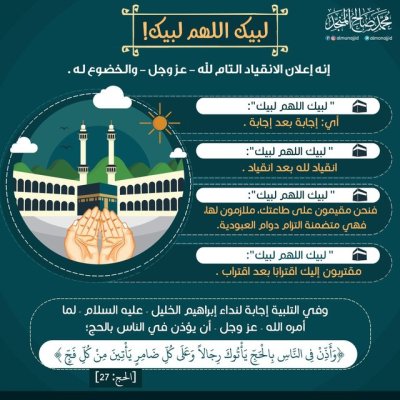 محمد صالح المنجد
almonajjid almonajjid
لبيك اللهم لبيك!
إنه إعلان الانقياد التام لله – عز وجل – والخضوع له .
" لبيك اللهم لبيك":
أي: إجابة بعد إجابة .
" لبيك اللهم لبيك":
انقياد لله بعد انقياد .
" لبيك اللهم لبيك":
فنحن مقيمون على طاعتك، ملازمون لها،
فهي متضمنة التزام دوام العبودية.
" لبيك اللهم لبيك":
مقتربون إليك اقترابًا بعد اقتراب .
وفي التلبية إجابة لنداء إبراهيم الخليل - عليه السلام - لما
أمره الله - عز وجل - أن يؤذن في الناس بالحج؛
﴿وَأَذِّنْ فِي النَّاسِ بِالْحَجِّ يَأْتُوكَ رِجَالًا وَعَلَى كُلِّ ضَامِرٍ يَأْتِينَ مِنْ كُلِّ فَجٍّ ﴾
[الحج: 27]